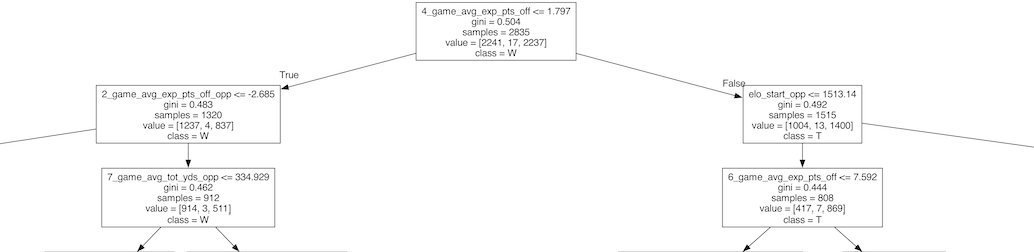 4_game_avg_exp_pts_off <= 1.797
gini = 0.504
samples = 2835
value = [2241, 17, 2237]
class = W
True
False
2_game_avg_exp_pts_off_opp <= -2.685
gini = 0.483
samples = 1320
value = [1237, 4, 837]
class = W
elo_start_opp <= 1513.14
gini = 0.492
samples = 1515
value = [1004, 13, 1400]
class = T
7_game_avg_tot_yds_opp <= 334.929
gini = 0.462
samples = 912
value = [914, 3, 511]
class = W
6_game_avg_exp_pts_off <= 7.592
gini = 0.444
samples = 808
value = [417, 7, 869]
class = T